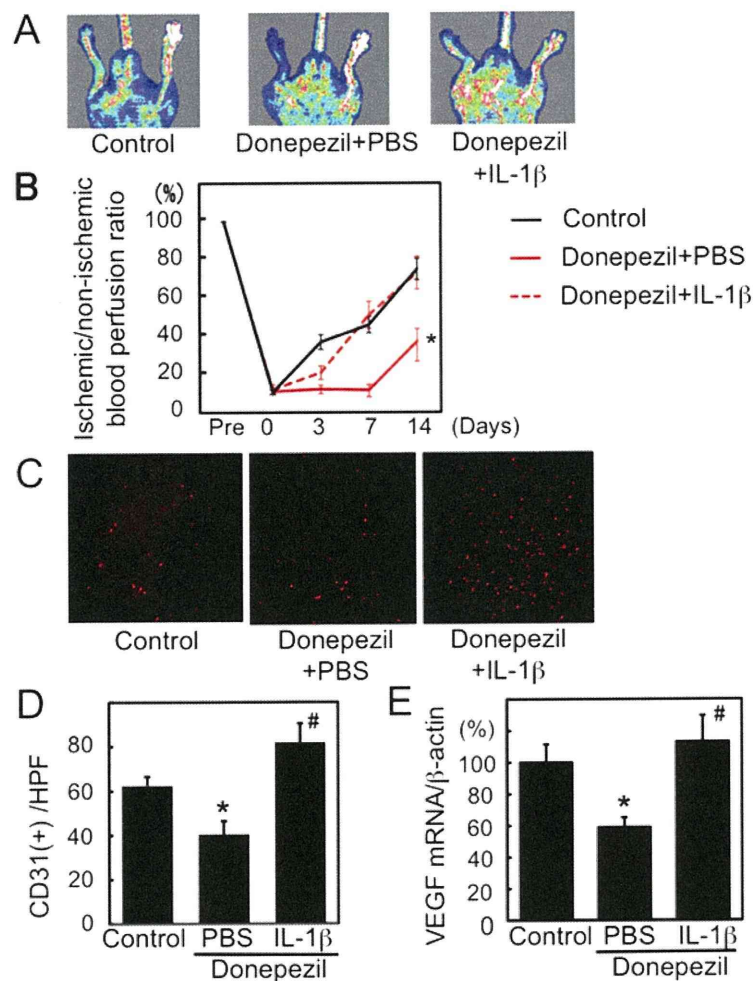 A
Control
Donepezil+PBS
Donepezil
+IL-1β
B
Ischemic/non-ischemic
blood perfusion ratio
(%)
100
80
60
40
20
0
Pre 0 3 7 14 (Days)
*
Control
Donepezil+PBS
Donepezil+IL-1β
C
Control
Donepezil
+PBS
Donepezil
+IL-1β
D
CD31(+) /HPF
80
60
40
20
0
*
#
Control PBS IL-1β
Donepezil
E
VEGF mRNA/β-actin
(%)
100
80
60
40
20
0
*
#
Control PBS IL-1β
Donepezil